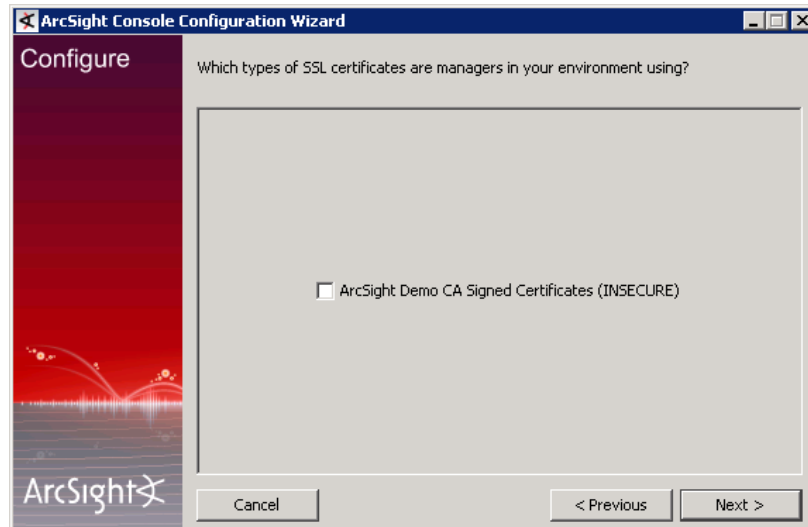 ArcSight Console Configuration Wizard
Configure
Which types of SSL certificates are managers in your environment using?
ArcSight Demo CA Signed Certificates (INSECURE)
ArcSight
Cancel
< Previous
Next >